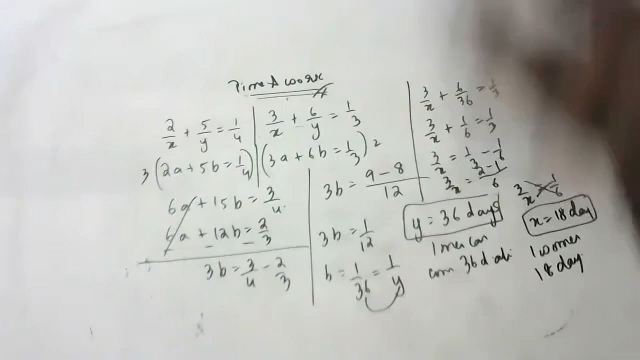 Time & work
2/x + 5/y = 1/4
3(2a + 5b = 1/4)
6a + 15b = 3/4
6a + 12b = 2/3
- -
3b = 3/4 - 2/3
3/x + 6/y = 1/3
(3a + 6b = 1/3) 2
3b = 9 - 8/12
3b = 1/12
b = 1/36 = 1/y
3/x + 6/36 = 1/3
3/x + 1/6 = 1/3
3/x = 1/3 - 1/6
3/x = 2 - 1/6
y = 36 days
3/x = 1/6
x = 18 day
36 d
18 day